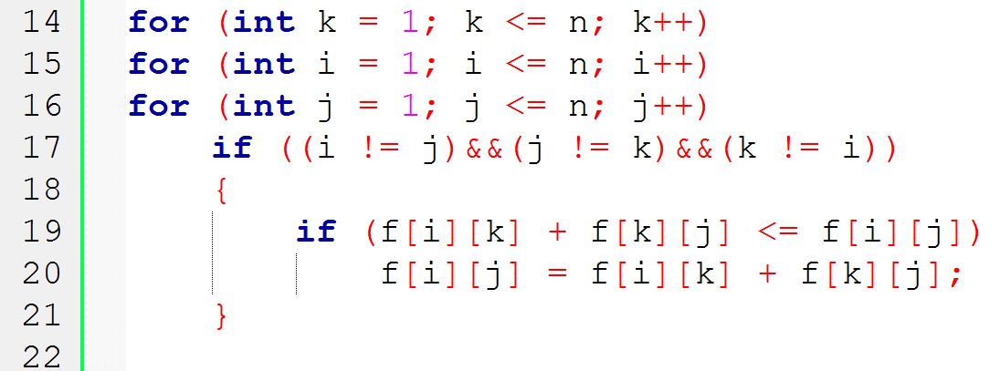 14 for (int k = 1; k <= n; k++)
15 for (int i = 1; i <= n; i++)
16 for (int j = 1; j <= n; j++)
17     if ((i != j)&&(j != k)&&(k != i))
18     {
19         if (f[i][k] + f[k][j] <= f[i][j])
20             f[i][j] = f[i][k] + f[k][j];
21     }
22